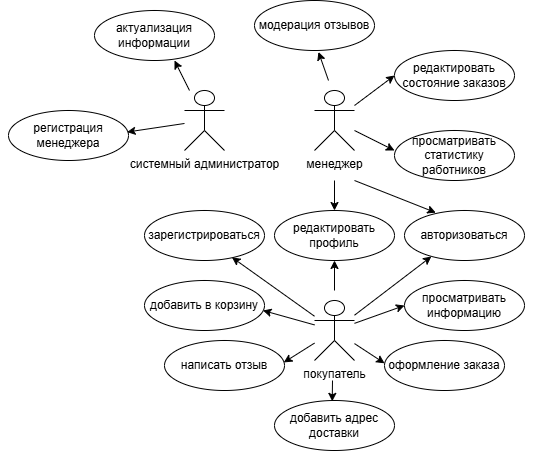 актуализация
информации
модерация отзывов
редактировать
состояние заказов
регистрация
менеджера
системный администратор
менеджер
просматривать
статистику
работников
зарегистрироваться
редактировать
профиль
авторизоваться
добавить в корзину
просматривать
информацию
написать отзыв
покупатель
оформление заказа
добавить адрес
доставки